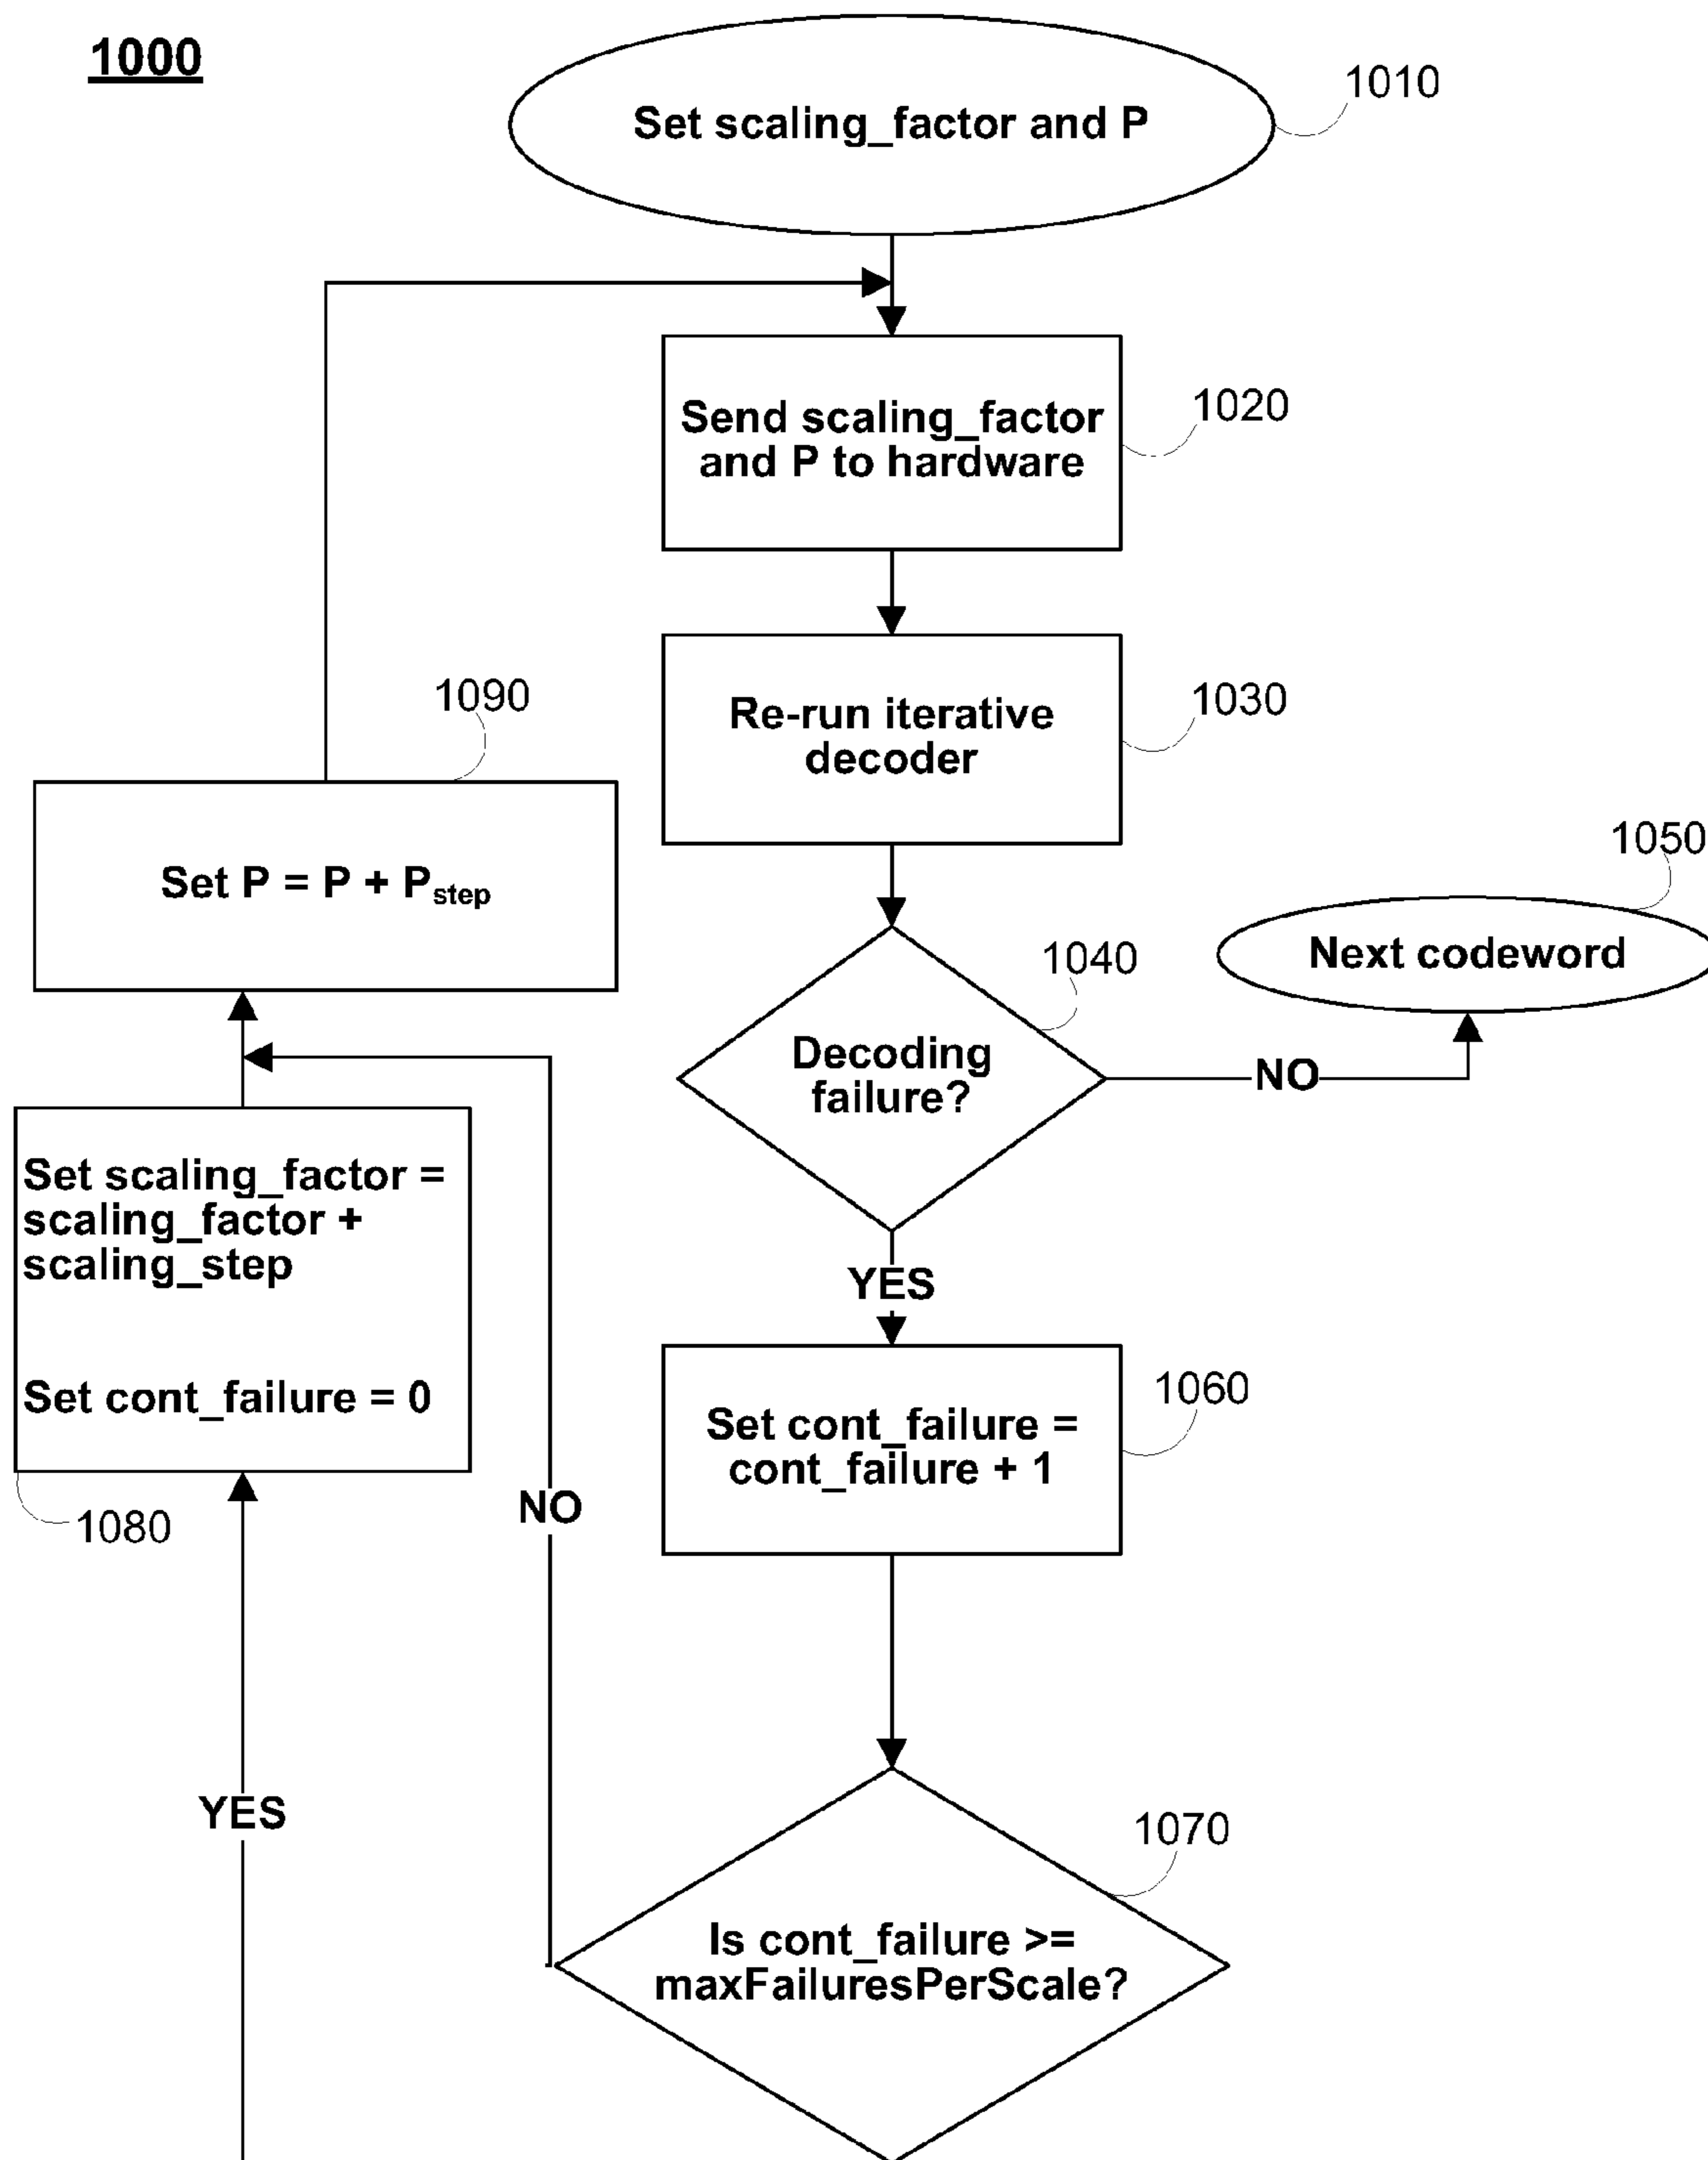 1000
Set scaling_factor and P
1010
Send scaling_factor
and P to hardware
1020
Re-run iterative
decoder
1030
1090
Set P = P + Pstep
1050
Next codeword
1040
Decoding
failure?
NO
YES
Set scaling_factor =
scaling_factor +
scaling_step
Set cont_failure = 0
1080
Set cont_failure =
cont_failure + 1
1060
NO
YES
1070
Is cont_failure >=
maxFailuresPerScale?